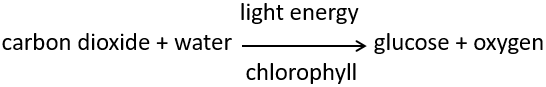 light energy
carbon dioxide + water ⟶ glucose + oxygen
chlorophyll